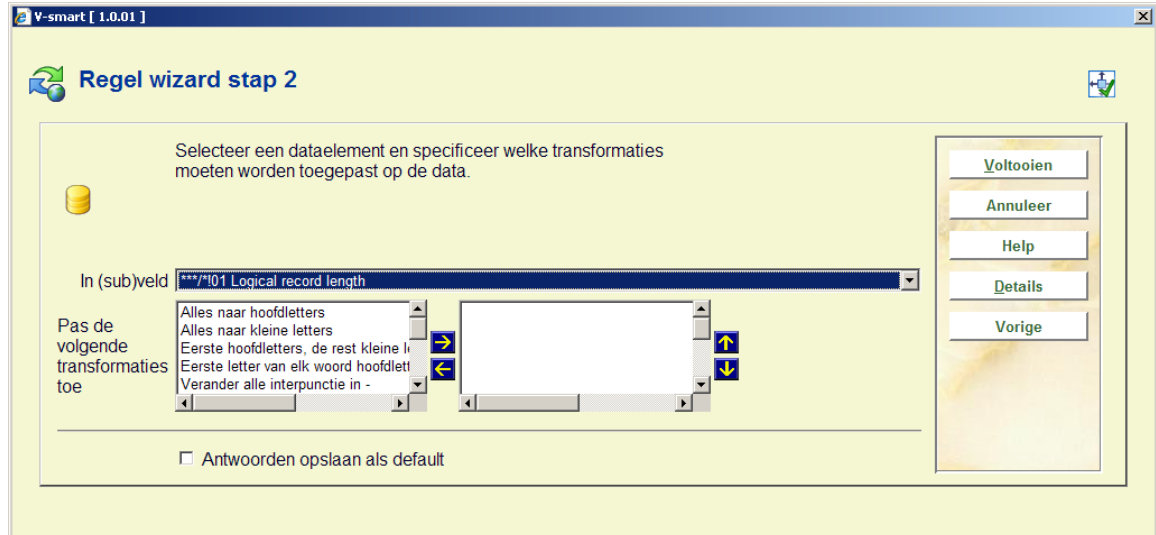 V-smart [ 1.0.01 ]
Regel wizard stap 2
Selecteer een dataelement en specificeer welke transformaties
moeten worden toegepast op de data.
In (sub)veld
***/*!01 Logical record length
Pas de
volgende
transformaties
toe
Alles naar hoofdletters
Alles naar kleine letters
Eerste hoofdletters, de rest kleine l
Eerste letter van elk woord hoofdlett
Verander alle interpunctie in -
Antwoorden opslaan als default
Voltooien
Annuleer
Help
Details
Vorige